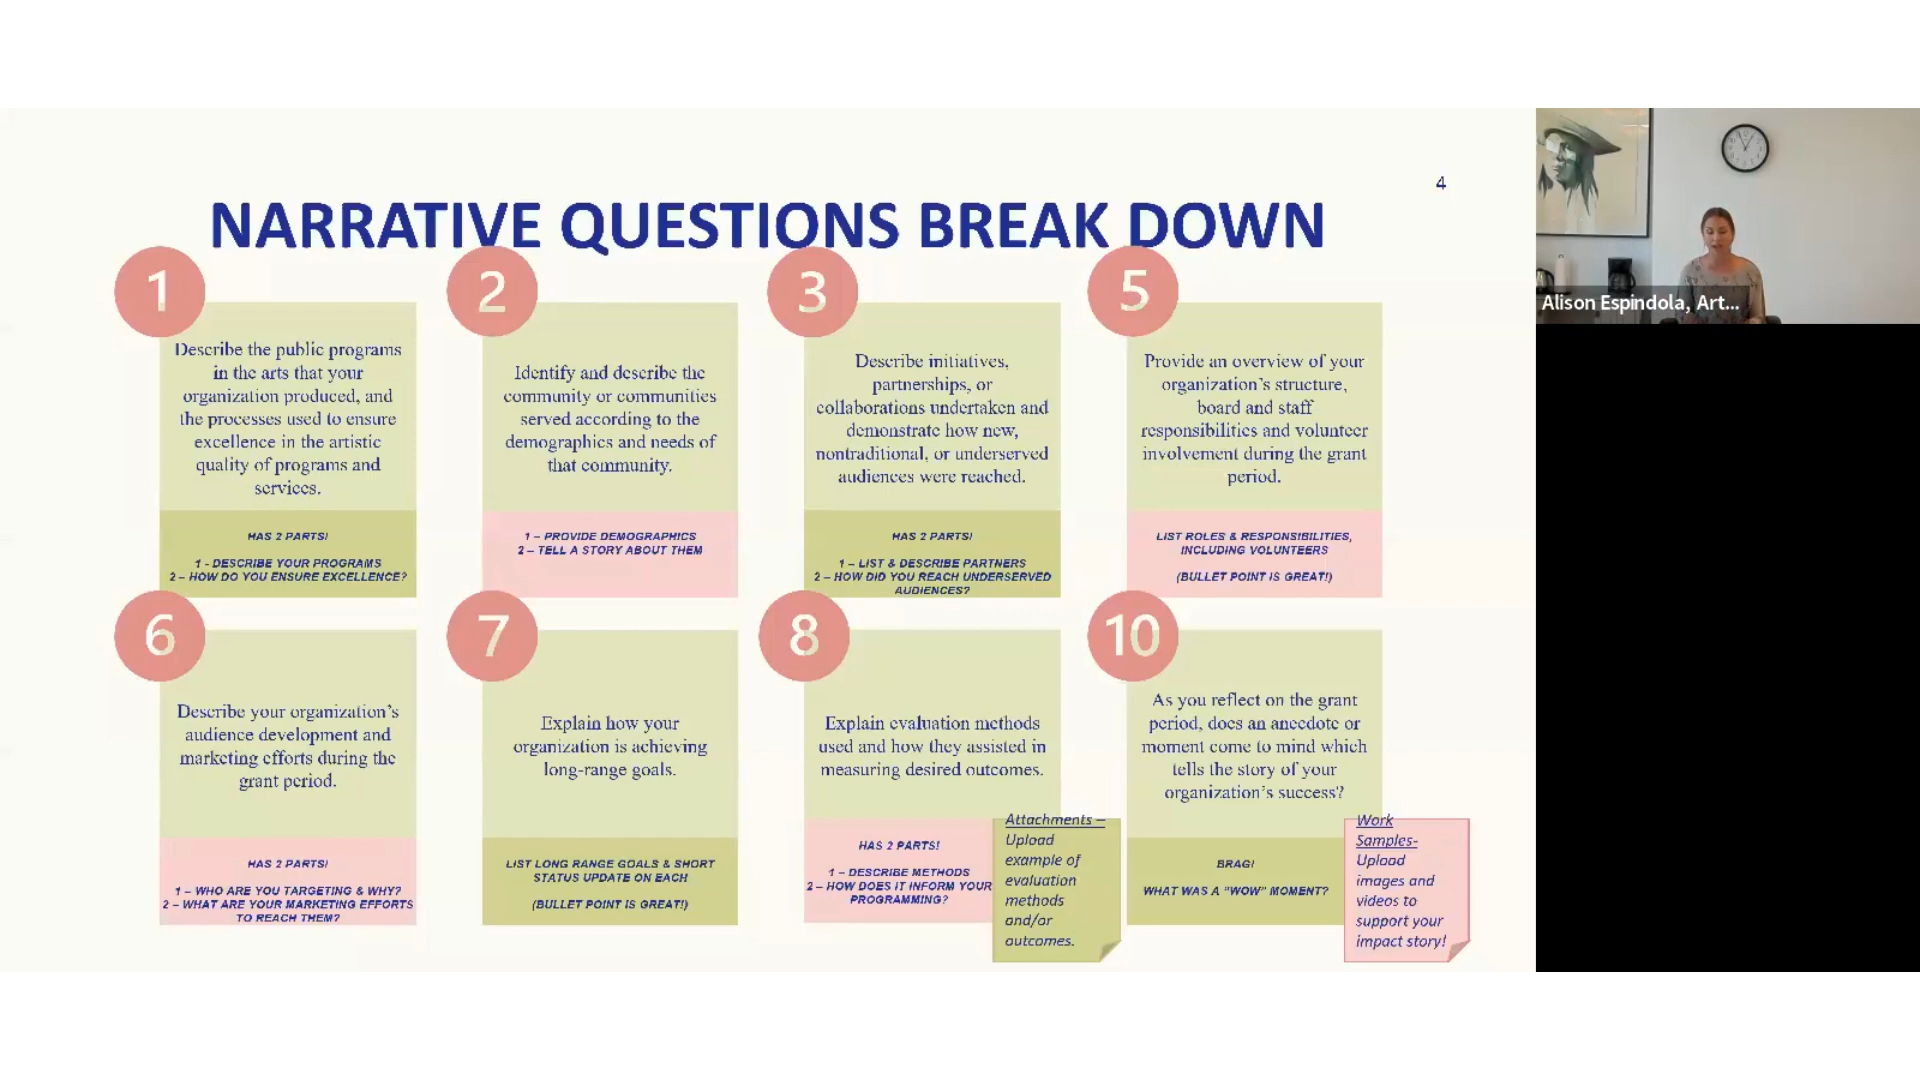 4
NARRATIVE QUESTIONS BREAK DOWN
1
Describe the public programs
in the arts that your
organization produced, and
the processes used to ensure
excellence in the artistic
quality of programs and
services.
HAS 2 PARTS!
1 - DESCRIBE YOUR PROGRAMS
2 – HOW DO YOU ENSURE EXCELLENCE?
2
Identify and describe the
community or communities
served according to the
demographics and needs of
that community.
1 – PROVIDE DEMOGRAPHICS
2 – TELL A STORY ABOUT THEM
3
Describe initiatives,
partnerships, or
collaborations undertaken and
demonstrate how new,
nontraditional, or underserved
audiences were reached.
HAS 2 PARTS!
1 – LIST & DESCRIBE PARTNERS
2 – HOW DID YOU REACH UNDERSERVED
AUDIENCES?
5
Provide an overview of your
organization's structure,
board and staff
responsibilities and volunteer
involvement during the grant
period.
LIST ROLES & RESPONSIBILITIES,
INCLUDING VOLUNTEERS
(BULLET POINT IS GREAT!)
6
Describe your organization's
audience development and
marketing efforts during the
grant period.
HAS 2 PARTS!
1 – WHO ARE YOU TARGETING & WHY?
2 – WHAT ARE YOUR MARKETING EFFORTS
TO REACH THEM?
7
Explain how your
organization is achieving
long-range goals.
LIST LONG RANGE GOALS & SHORT
STATUS UPDATE ON EACH
(BULLET POINT IS GREAT!)
8
Explain evaluation methods
used and how they assisted in
measuring desired outcomes.
HAS 2 PARTS!
1 – DESCRIBE METHODS
2 – HOW DOES IT INFORM YOUR
PROGRAMMING?
Attachments –
Upload
example of
evaluation
methods
and/or
outcomes.
10
As you reflect on the grant
period, does an anecdote or
moment come to mind which
tells the story of your
organization's success?
BRAG!
WHAT WAS A "WOW" MOMENT?
Work
Samples-
Upload
images and
videos to
support your
impact story!
Alison Espindola, Art...